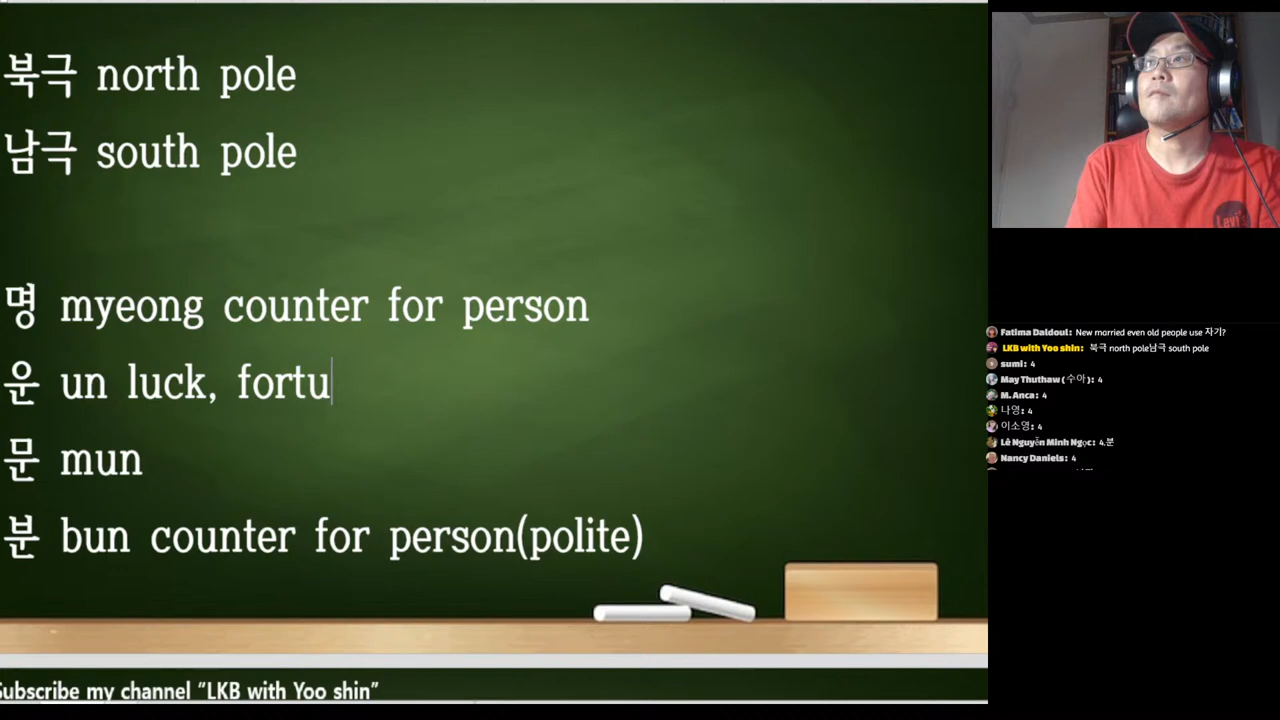 북극 north pole
남극 south pole
명 myeong counter for person
운 un luck, fortu
문 mun
분 bun counter for person(polite)
Subscribe my channel "LKB with Yoo shin"
Levi's
Fatima Daldoul: New married even old people use 자기?
LKB with Yoo shin: 북극 north pole남극 south pole
sumi: 4
May Thuthaw ( 수아 ): 4
M. Anca: 4
나영: 4
이소영: 4
Lê Nguyễn Minh Ngọc: 4.분
Nancy Daniels: 4